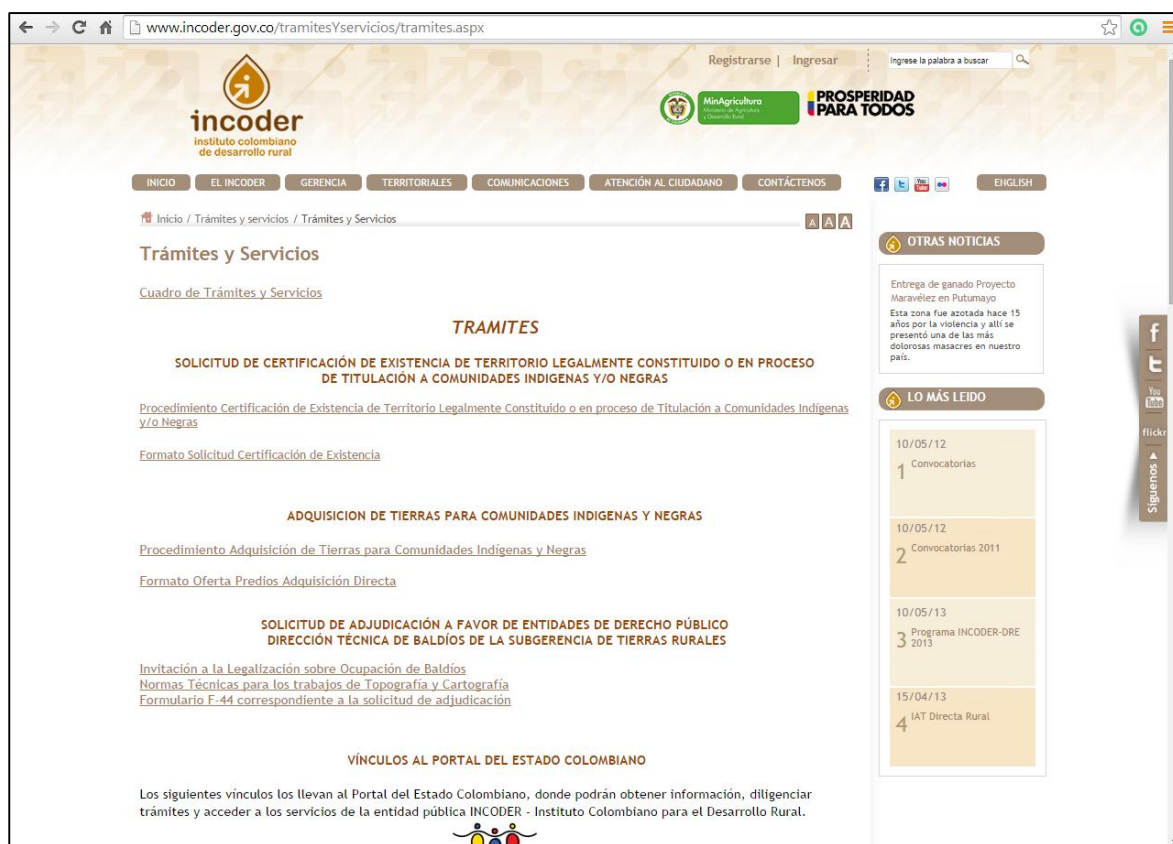 www.incoder.gov.co/tramitesYservicios/tramites.aspx
Registrarse | Ingresar
Ingrese la palabra a buscar
incoder
instituto colombiano
de desarrollo rural
MinAgricultura
Ministerio de Agricultura
y Desarrollo Rural
PROSPERIDAD
PARA TODOS
INICIO EL INCODER GERENCIA TERRITORIALES COMUNICACIONES ATENCIÓN AL CIUDADANO CONTÁCTENOS
f t You Tube ENGLISH
Inicio / Trámites y servicios / Trámites y Servicios
A A A
Trámites y Servicios
Cuadro de Trámites y Servicios
TRAMITES
SOLICITUD DE CERTIFICACIÓN DE EXISTENCIA DE TERRITORIO LEGALMENTE CONSTITUIDO O EN PROCESO
DE TITULACIÓN A COMUNIDADES INDIGENAS Y/O NEGRAS
Procedimiento Certificación de Existencia de Territorio Legalmente Constituido o en proceso de Titulación a Comunidades Indígenas
y/o Negras
Formato Solicitud Certificación de Existencia
ADQUISICION DE TIERRAS PARA COMUNIDADES INDIGENAS Y NEGRAS
Procedimiento Adquisición de Tierras para Comunidades Indígenas y Negras
Formato Oferta Predios Adquisición Directa
SOLICITUD DE ADJUDICACIÓN A FAVOR DE ENTIDADES DE DERECHO PÚBLICO
DIRECCIÓN TÉCNICA DE BALDÍOS DE LA SUBGERENCIA DE TIERRAS RURALES
Invitación a la Legalización sobre Ocupación de Baldíos
Normas Técnicas para los trabajos de Topografía y Cartografía
Formulario F-44 correspondiente a la solicitud de adjudicación
VÍNCULOS AL PORTAL DEL ESTADO COLOMBIANO
Los siguientes vínculos los llevan al Portal del Estado Colombiano, donde podrán obtener información, diligenciar
trámites y acceder a los servicios de la entidad pública INCODER - Instituto Colombiano para el Desarrollo Rural.
OTRAS NOTICIAS
Entrega de ganado Proyecto
Maravélez en Putumayo
Esta zona fue azotada hace 15
años por la violencia y allí se
presentó una de las más
dolorosas masacres en nuestro
país.
LO MÁS LEIDO
10/05/12
1 Convocatorias
10/05/12
2 Convocatorias 2011
10/05/13
3 Programa INCODER-DRE
2013
15/04/13
4 IAT Directa Rural
f
t
You
Tube
flickr
Síguenos